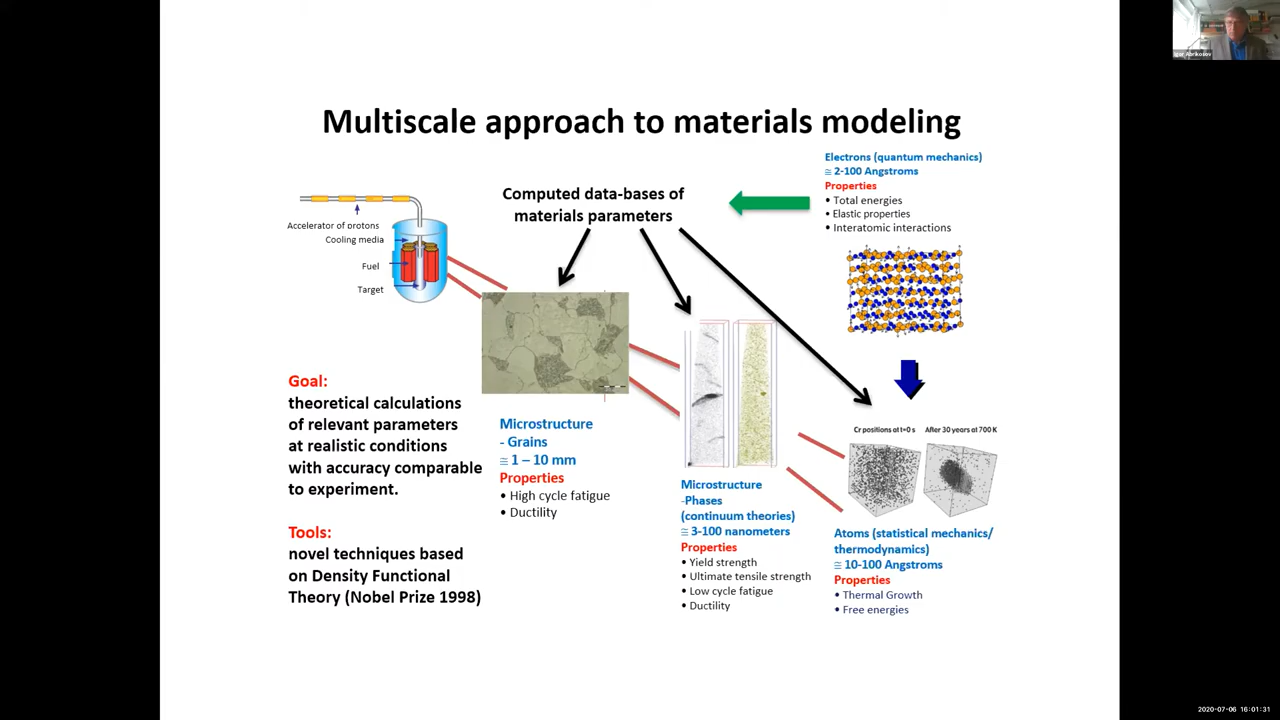 Igor Abrikosov
Multiscale approach to materials modeling
Accelerator of protons
Cooling media
Fuel
Target
Computed data-bases of
materials parameters
Electrons (quantum mechanics)
≅ 2-100 Angstroms
Properties
• Total energies
• Elastic properties
• Interatomic interactions
Goal:
theoretical calculations
of relevant parameters
at realistic conditions
with accuracy comparable
to experiment.
Tools:
novel techniques based
on Density Functional
Theory (Nobel Prize 1998)
Microstructure
- Grains
≅ 1 – 10 mm
Properties
• High cycle fatigue
• Ductility
Microstructure
-Phases
(continuum theories)
≅ 3-100 nanometers
Properties
• Yield strength
• Ultimate tensile strength
• Low cycle fatigue
• Ductility
Cr positions at t=0 s
After 30 years at 700 K
Atoms (statistical mechanics/
thermodynamics)
≅ 10-100 Angstroms
Properties
• Thermal Growth
• Free energies
2020-07-06 16:01:31